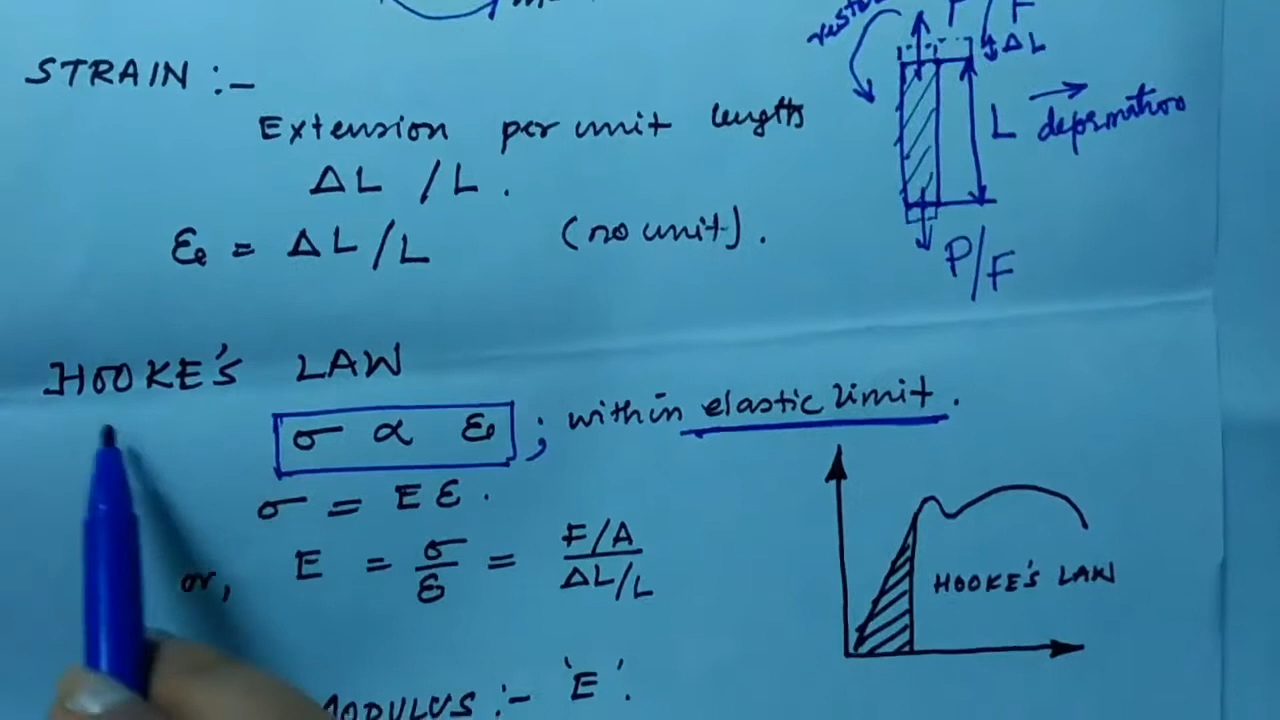 STRAIN :-
Extension per unit length
ΔL / L .
ε = ΔL / L (no unit) .
F
ΔL
L
deformation
P/F
HOOKE'S LAW
σ ∝ ε ; within elastic limit .
σ = E ε .
or, E = σ/ε = F/A / ΔL/L
HOOKE'S LAW
MODULUS :- 'E' .